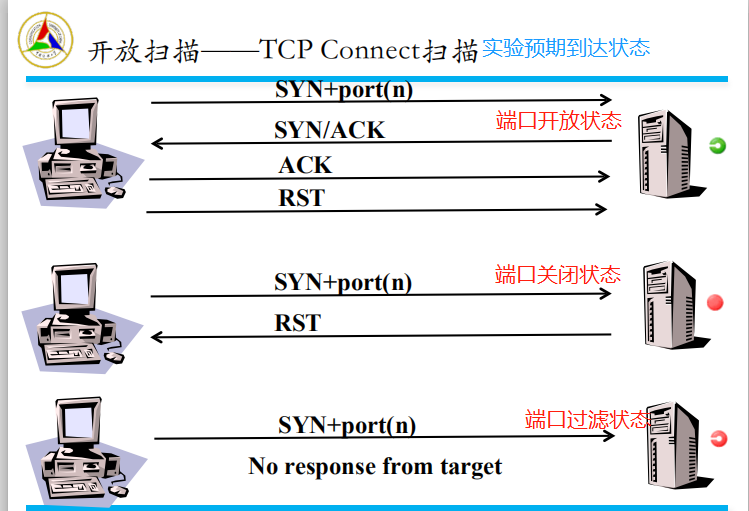 开放扫描——TCP Connect扫描 实验预期到达状态
SYN+port(n)
端口开放状态
SYN/ACK
ACK
RST
端口关闭状态
SYN+port(n)
RST
端口过滤状态
SYN+port(n)
No response from target